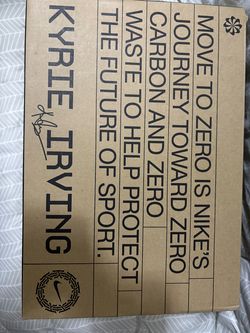 MOVE TO ZERO IS NIKE'S
JOURNEY TOWARD ZERO
CARBON AND ZERO
WASTE TO HELP PROTECT
THE FUTURE OF SPORT.
KYRIE IRVING